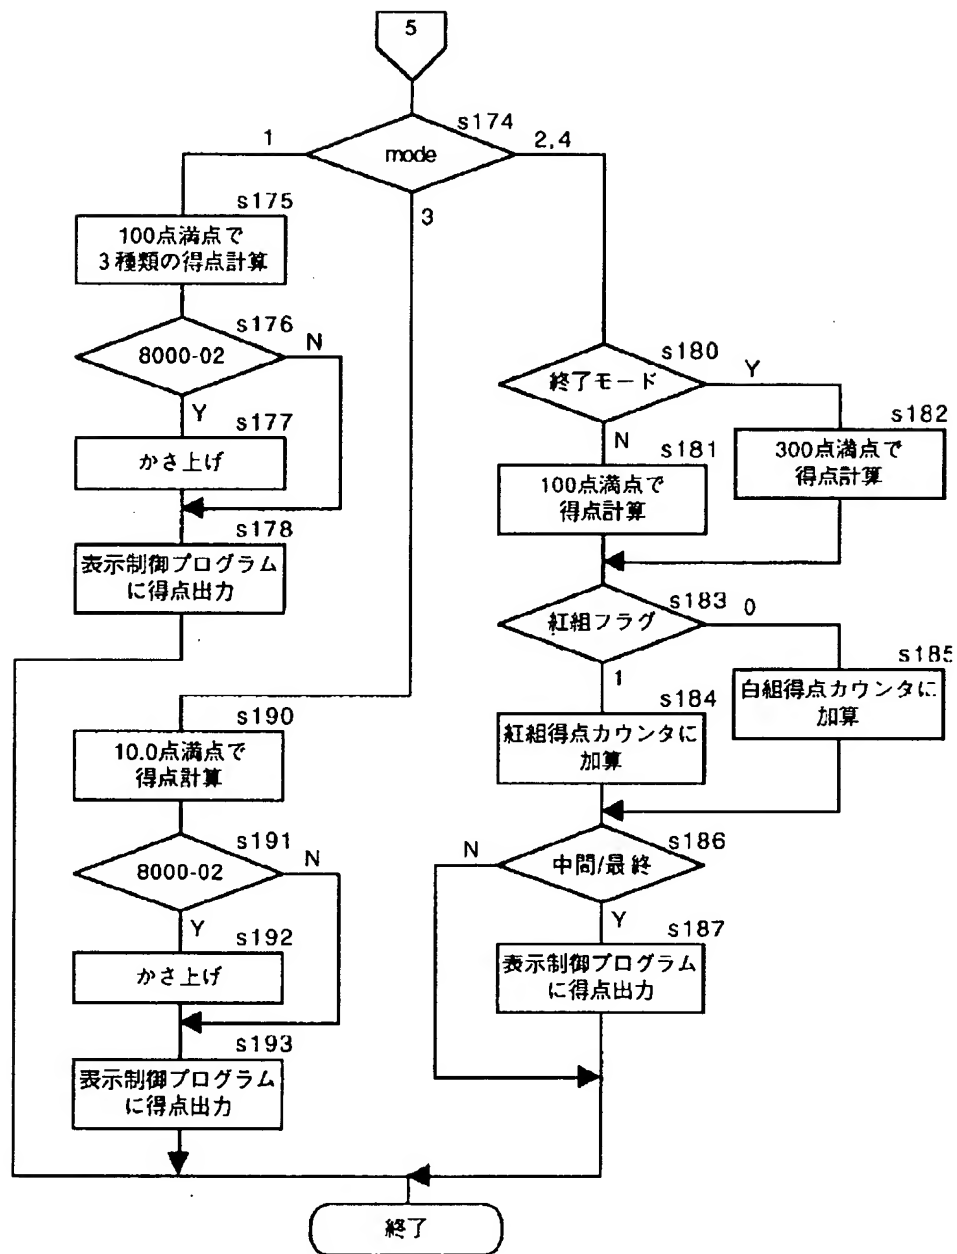 5
s174
mode
1
2,4
3
s175
100点満点で
3種類の得点計算
s176
8000-02
N
Y
s177
かさ上げ
s178
表示制御プログラム
に得点出力
s180
終了モード
Y
N
s181
100点満点で
得点計算
s182
300点満点で
得点計算
s183
紅組フラグ
0
1
s184
紅組得点カウンタに
加算
s185
白組得点カウンタに
加算
s186
中間/最終
N
Y
s187
表示制御プログラム
に得点出力
s190
10.0点満点で
得点計算
s191
8000-02
N
Y
s192
かさ上げ
s193
表示制御プログラム
に得点出力
終了